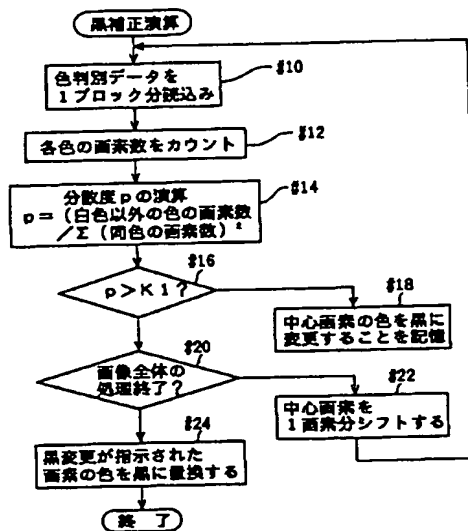 黒補正演算
色判別データを
1ブロック分読込み
#10
各色の画素数をカウント
#12
分散度pの演算
p=(白色以外の色の画素数
/Σ(同色の画素数)²
#14
p>K1?
#16
中心画素の色を黒に
変更することを記憶
#18
画像全体の
処理終了?
#20
中心画素を
1画素分シフトする
#22
黒変更が指示された
画素の色を黒に置換する
#24
終了